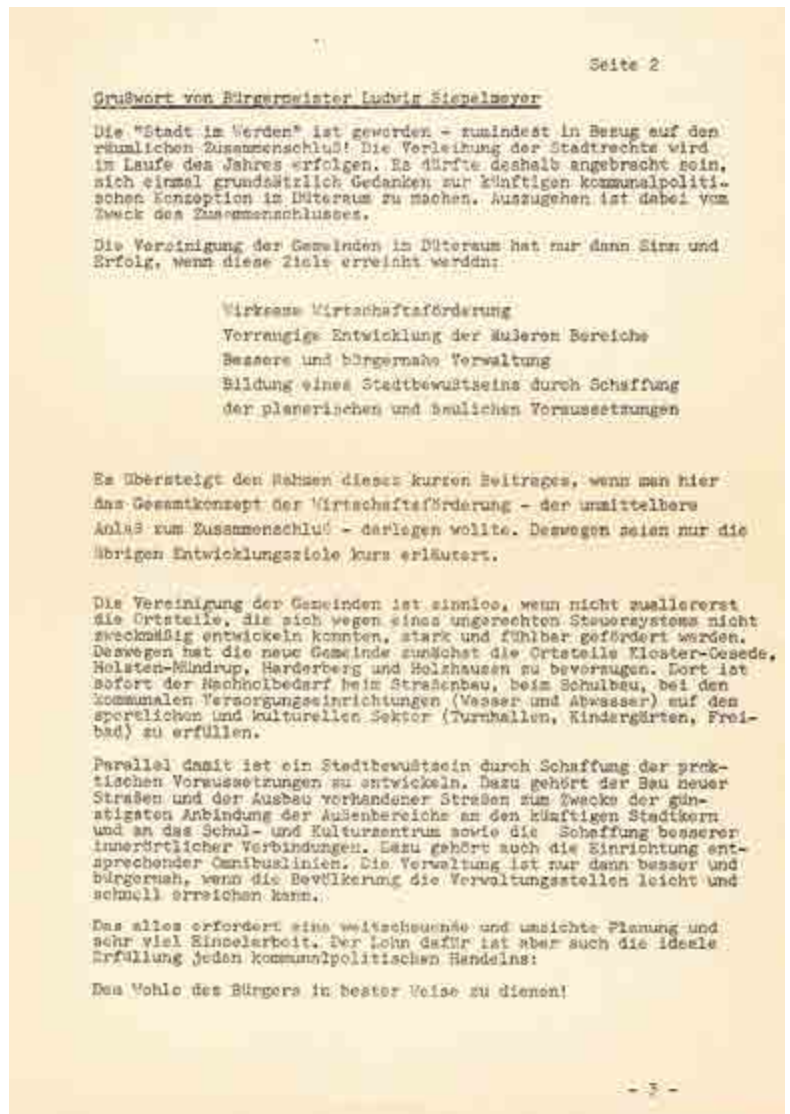 Seite 2
Grußwort von Bürgermeister Ludwig Siepelmeyer
Die "Stadt im Werden" ist geworden - zumindest in Bezug auf den
räumlichen Zusammenschluß! Die Verleihung der Stadtrechte wird
im Laufe des Jahres erfolgen. Es dürfte deshalb angebracht sein,
sich einmal grundsätzlich Gedanken zur künftigen kommunalpoliti-
schen Konzeption im Düteraum zu machen. Auszugehen ist dabei vom
Zweck des Zusammenschlusses.
Die Vereinigung der Gemeinden im Düteraum hat nur dann Sinn und
Erfolg, wenn diese Ziele erreicht werddn:
Wirksame Wirtschaftsförderung
Vorrangige Entwicklung der äußeren Bereiche
Bessere und bürgernahe Verwaltung
Bildung eines Stadtbewußtseins durch Schaffung
der planerischen und baulichen Voraussetzungen
Es übersteigt den Rahmen dieses kurzen Beitrages, wenn man hier
das Gesamtkonzept der Wirtschaftsförderung - der unmittelbare
Anlaß zum Zusammenschluß - darlegen wollte. Deswegen seien nur die
übrigen Entwicklungsziele kurz erläutert.
Die Vereinigung der Gemeinden ist sinnlos, wenn nicht zuallererst
die Ortsteile, die sich wegen eines ungerechten Steuersystems nicht
zweckmäßig entwickeln konnten, stark und fühlbar gefördert werden.
Deswegen hat die neue Gemeinde zunächst die Ortsteile Kloster-Oesede,
Holsten-Mündrup, Harderberg und Holzhausen zu bevorzugen. Dort ist
sofort der Nachholbedarf beim Straßenbau, beim Schulbau, bei den
kommunalen Versorgungseinrichtungen (Wasser und Abwasser) auf dem
sportlichen und kulturellen Sektor (Turnhallen, Kindergärten, Frei-
bad) zu erfüllen.
Parallel damit ist ein Stadtbewußtsein durch Schaffung der prak-
tischen Voraussetzungen zu entwickeln. Dazu gehört der Bau neuer
Straßen und der Ausbau vorhandener Straßen zum Zwecke der gün-
stigsten Anbindung der Außenbereiche an den künftigen Stadtkern
und an das Schul- und Kulturzentrum sowie die Schaffung besserer
innerörtlicher Verbindungen. Dazu gehört auch die Einrichtung ent-
sprechender Omnibuslinien. Die Verwaltung ist nur dann besser und
bürgernah, wenn die Bevölkerung die Verwaltungsstellen leicht und
schnell erreichen kann.
Das alles erfordert eine weitschauende und umsichte Planung und
sehr viel Einzelarbeit. Der Lohn dafür ist aber auch die ideale
Erfüllung jeden kommunalpolitischen Handelns:
Dem Wohle des Bürgers in bester Weise zu dienen!
- 3 -